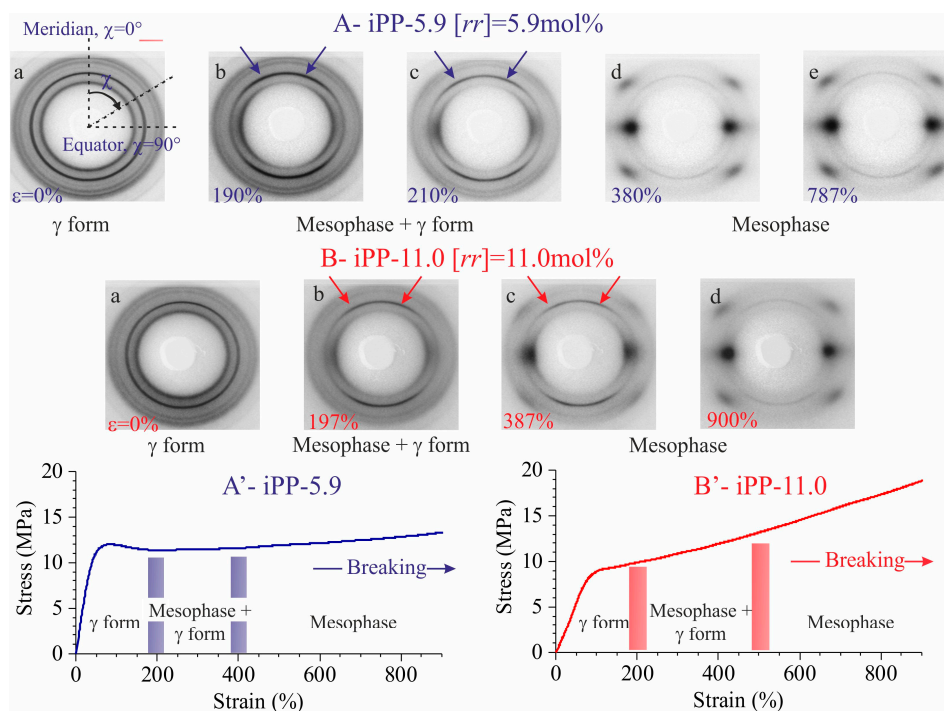 A- iPP-5.9 [rr]=5.9mol%
Meridian, χ=0°
a
χ
Equator, χ=90°
ε=0%
b
190%
c
210%
d
380%
e
787%
γ form
Mesophase + γ form
Mesophase
B- iPP-11.0 [rr]=11.0mol%
a
ε=0%
b
197%
c
387%
d
900%
γ form
Mesophase + γ form
Mesophase
A'- iPP-5.9
Stress (MPa)
20
15
10
5
0
Breaking
γ form
Mesophase +
γ form
Mesophase
0
200
400
600
800
Strain (%)
B'- iPP-11.0
Stress (MPa)
20
15
10
5
0
Breaking
γ form
Mesophase +
γ form
Mesophase
0
200
400
600
800
Strain (%)